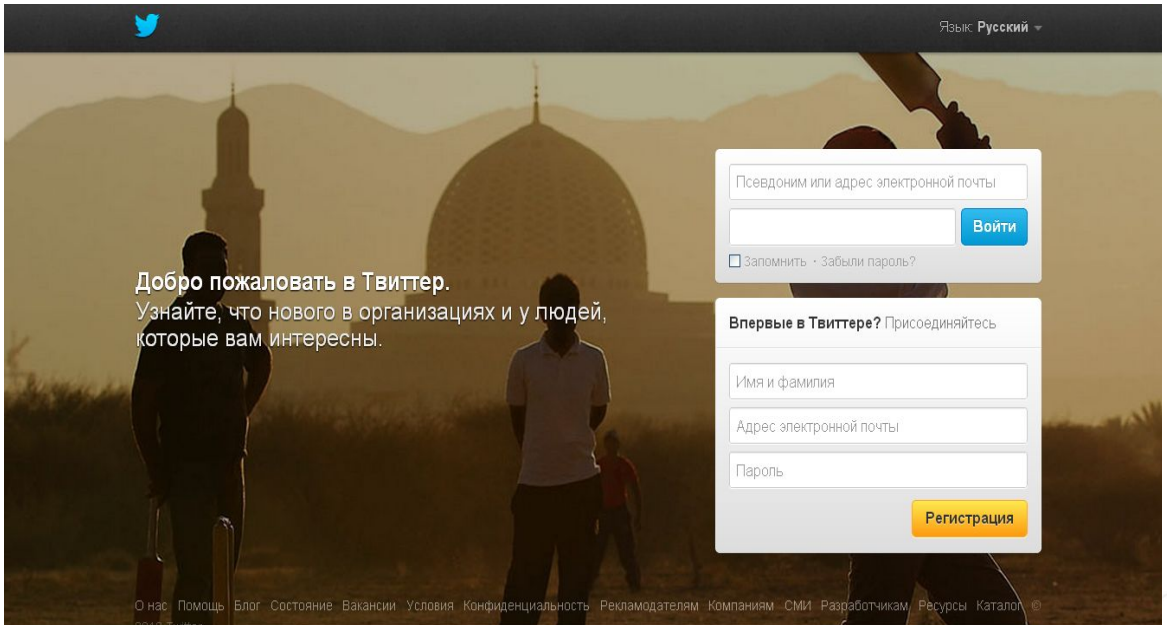 Язык: Русский
Псевдоним или адрес электронной почты
Войти
Запомнить · Забыли пароль?
Добро пожаловать в Твиттер.
Узнайте, что нового в организациях и у людей,
которые вам интересны.
Впервые в Твиттере? Присоединяйтесь
Имя и фамилия
Адрес электронной почты
Пароль
Регистрация
О нас Помощь Блог Состояние Вакансии Условия Конфиденциальность Рекламодателям Компаниям СМИ Разработчикам Ресурсы Каталог ©